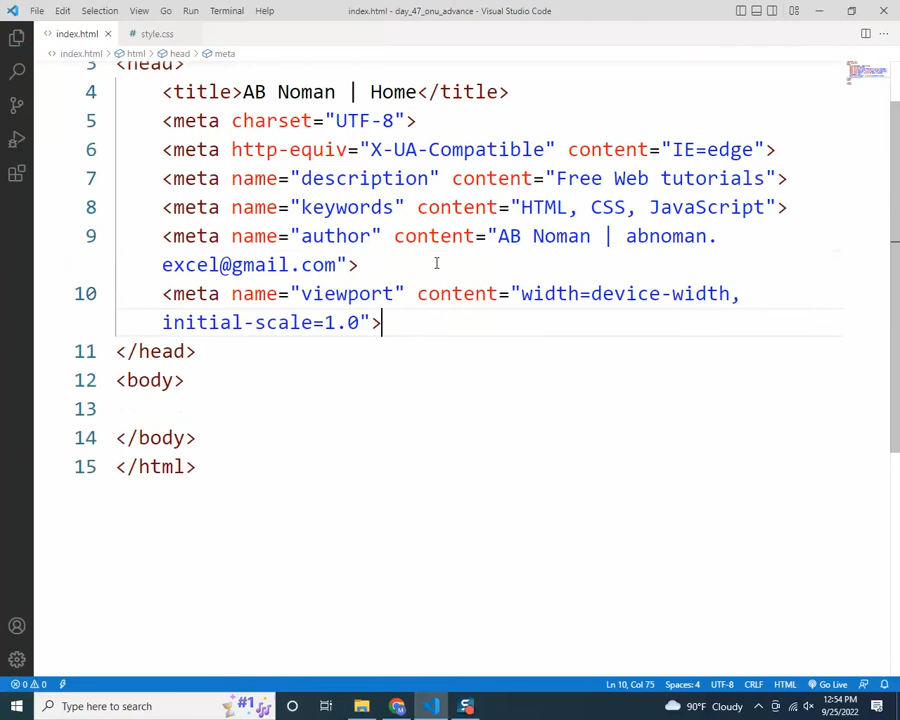 File Edit Selection View Go Run Terminal Help index.html - day_47_onu_advance - Visual Studio Code
index.html style.css
index.html html head meta
3 <head>
4 <title>AB Noman | Home</title>
5 <meta charset="UTF-8">
6 <meta http-equiv="X-UA-Compatible" content="IE=edge">
7 <meta name="description" content="Free Web tutorials">
8 <meta name="keywords" content="HTML, CSS, JavaScript">
9 <meta name="author" content="AB Noman | abnoman.
excel@gmail.com">
10 <meta name="viewport" content="width=device-width,
initial-scale=1.0">
11 </head>
12 <body>
13
14 </body>
15 </html>
0 0 Ln 10, Col 75 Spaces: 4 UTF-8 CRLF HTML Go Live
Type here to search #1 90°F Cloudy 12:54 PM
9/25/2022